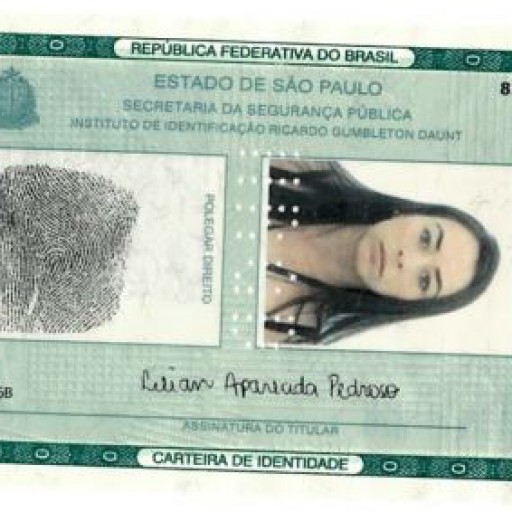 REPÚBLICA FEDERATIVA DO BRASIL
8
ESTADO DE SÃO PAULO
SECRETARIA DA SEGURANÇA PÚBLICA
INSTITUTO DE IDENTIFICAÇÃO RICARDO GUMBLETON DAUNT
POLEGAR DIREITO
Lilian Aparecida Pedroso
ASSINATURA DO TITULAR
CARTEIRA DE IDENTIDADE